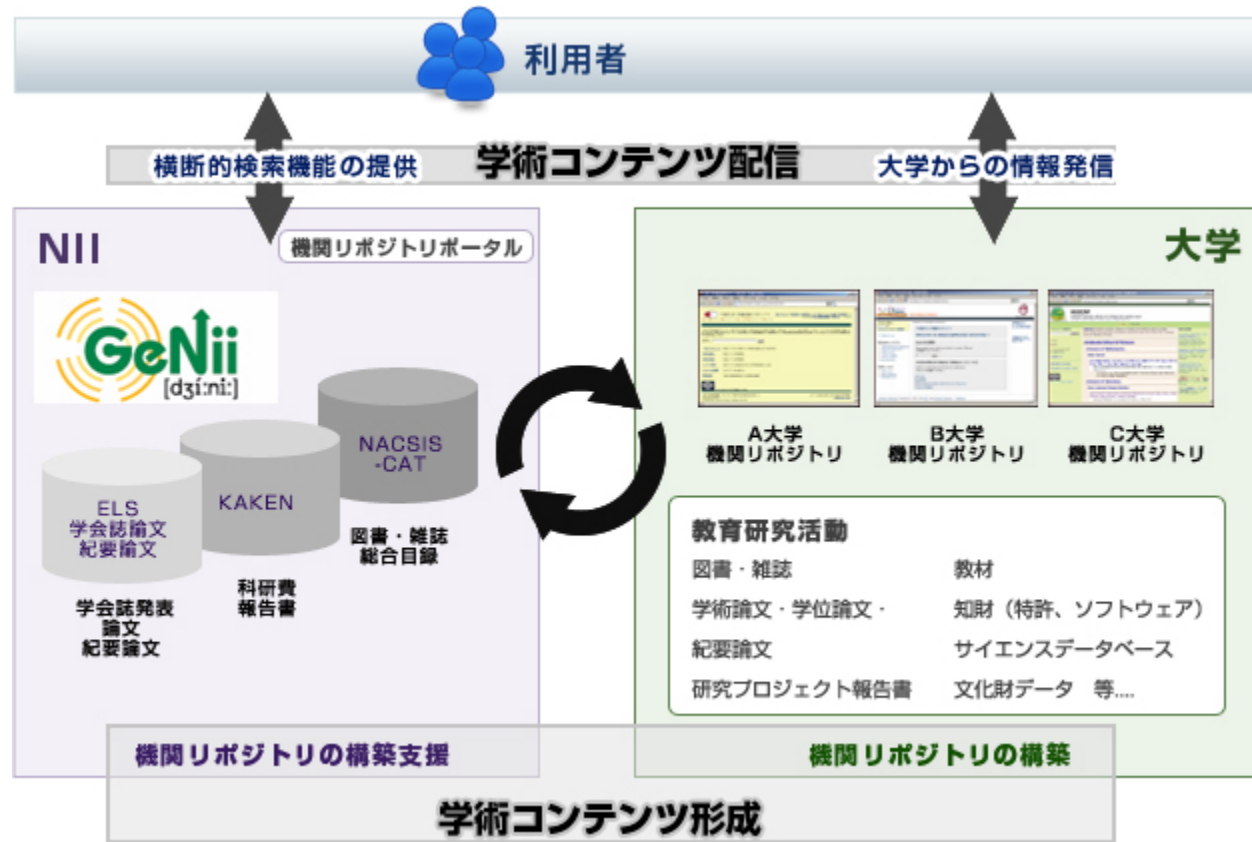 利用者
横断的検索機能の提供
学術コンテンツ配信
大学からの情報発信
NII
機関リポジトリポータル
GeNii
[dʒíːniː]
NACSIS
-CAT
図書・雑誌
総合目録
KAKEN
科研費
報告書
ELS
学会誌論文
紀要論文
学会誌発表
論文
紀要論文
大学
A大学
機関リポジトリ
B大学
機関リポジトリ
C大学
機関リポジトリ
教育研究活動
図書・雑誌
学術論文・学位論文・
紀要論文
研究プロジェクト報告書
教材
知財（特許、ソフトウェア）
サイエンスデータベース
文化財データ　等....
機関リポジトリの構築支援
機関リポジトリの構築
学術コンテンツ形成